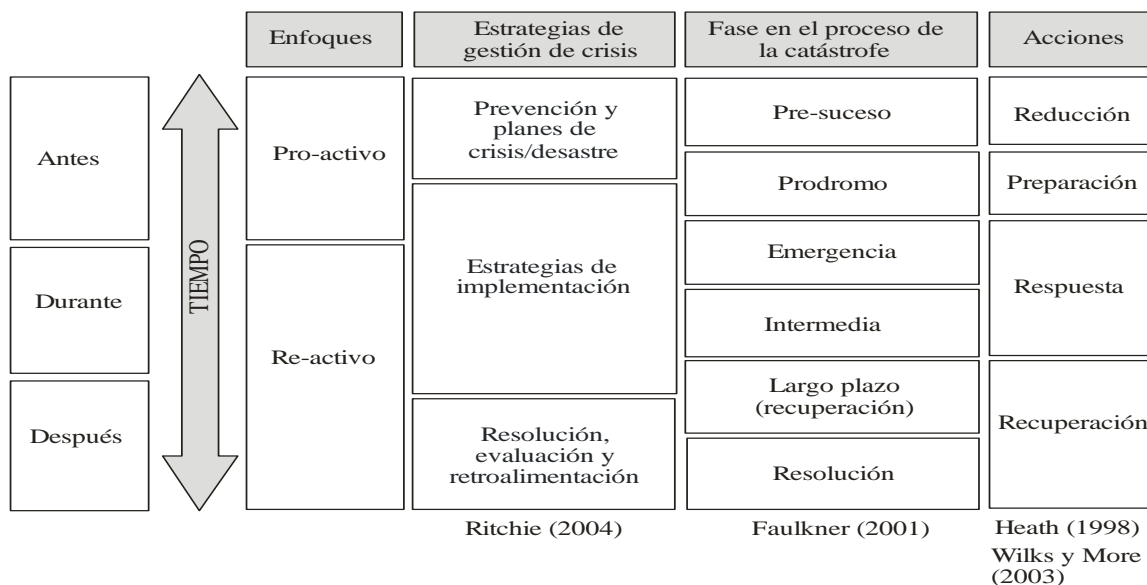 Enfoques
Estrategias de
gestión de crisis
Fase en el proceso de
la catástrofe
Acciones
Antes
Durante
Después
TIEMPO
Pro-activo
Re-activo
Prevención y
planes de
crisis/desastre
Estrategias de
implementación
Resolución,
evaluación y
retroalimentación
Pre-suceso
Prodromo
Emergencia
Intermedia
Largo plazo
(recuperación)
Resolución
Reducción
Preparación
Respuesta
Recuperación
Ritchie (2004)
Faulkner (2001)
Heath (1998)
Wilks y More
(2003)